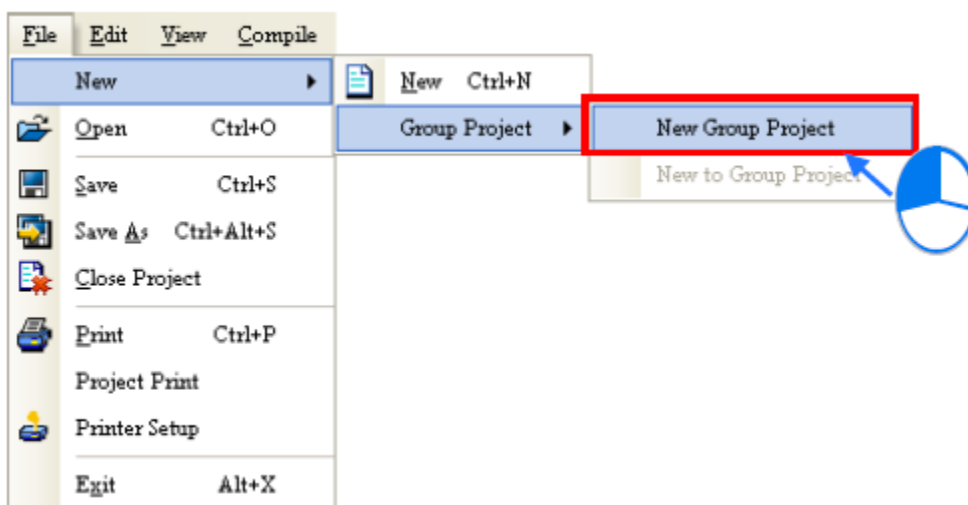 File Edit View Compile
New
New Ctrl+N
Open Ctrl+O
Group Project
New Group Project
New to Group Project
Save Ctrl+S
Save As Ctrl+Alt+S
Close Project
Print Ctrl+P
Project Print
Printer Setup
Exit Alt+X